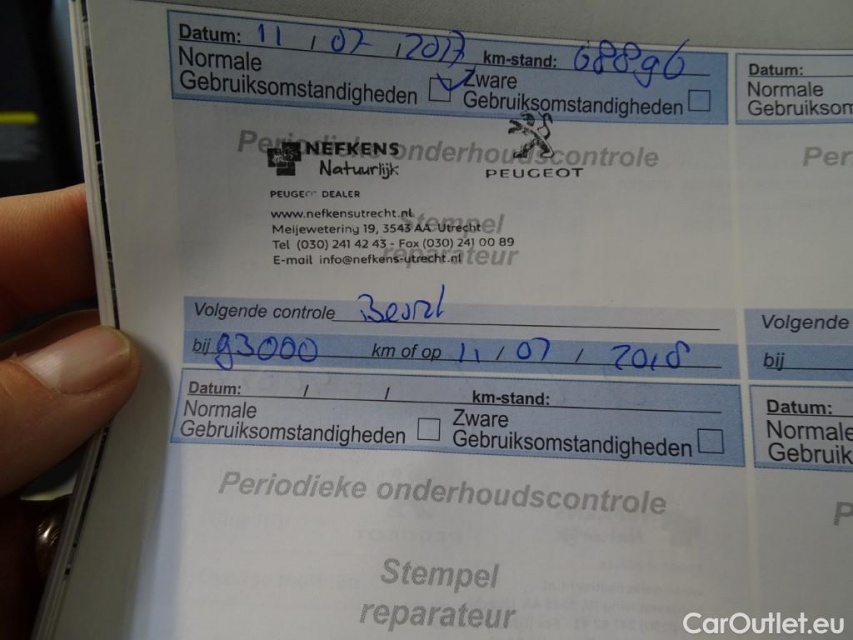 Datum: 11 / 07 / 2017 km-stand: 68896
Normale Gebruiksomstandigheden Zware Gebruiksomstandigheden
Datum:
Normale
Gebruiksom
Periodieke onderhoudscontrole
Per
NEFKENS
Natuurlijk
PEUGEOT
PEUGEOT DEALER
www.nefkensutrecht.nl
Meijewetering 19, 3543 AA Utrecht
Tel (030) 241 42 43 - Fax (030) 241 00 89
E-mail info@nefkens-utrecht.nl
Stempel
reparateur
Volgende controle Beurt
bij 93000 km of op 11 / 07 / 2018
Volgende
bij
Datum: / / km-stand:
Normale Gebruiksomstandigheden Zware Gebruiksomstandigheden
Datum:
Normale
Gebruik
Periodieke onderhoudscontrole
P
Stempel
reparateur
CarOutlet.eu